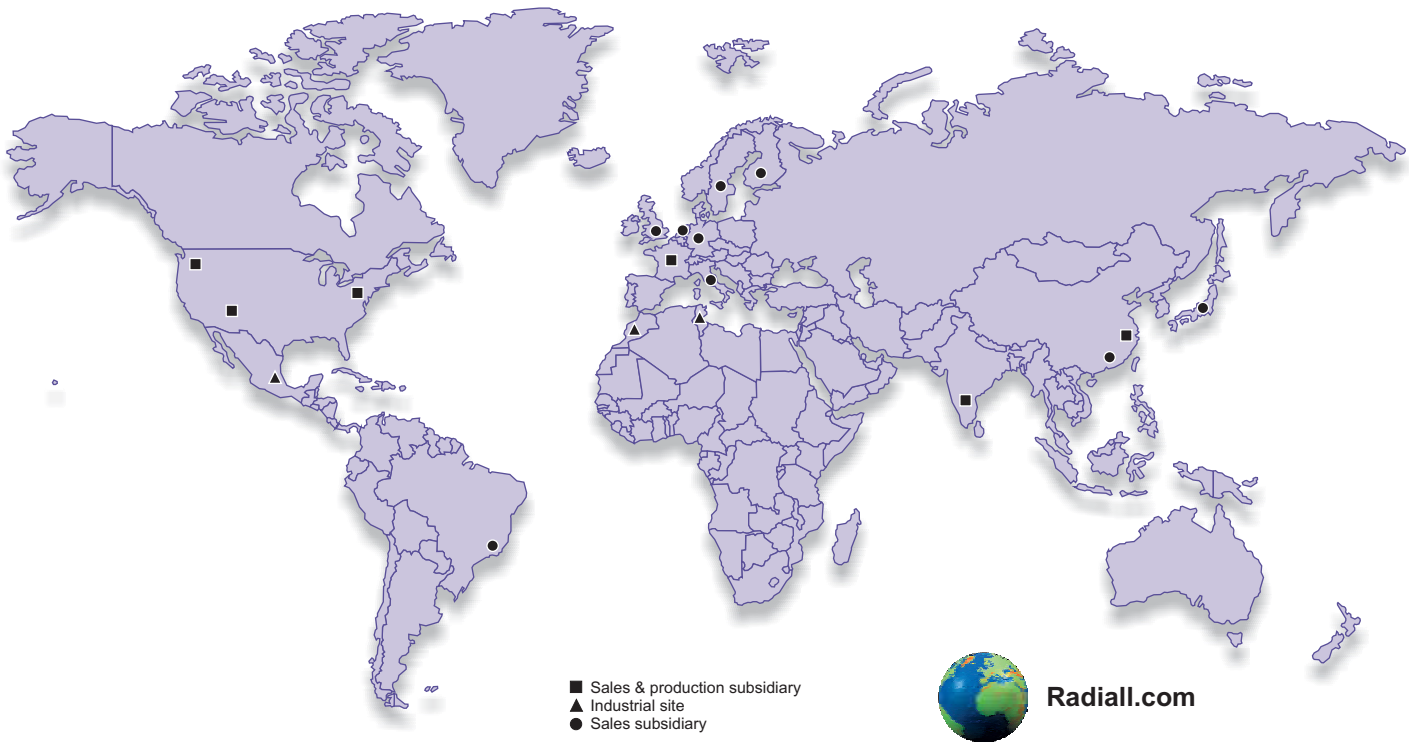 Sales & production subsidiary
Industrial site
Sales subsidiary
Radiall.com